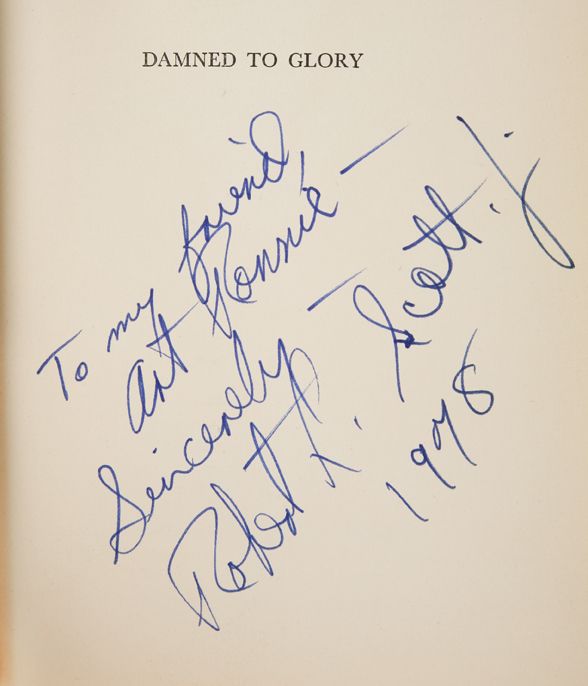 DAMNED TO GLORY
To my friend,
Art Ronnie —
Sincerely —
Robert L. Scott. Jr
1978